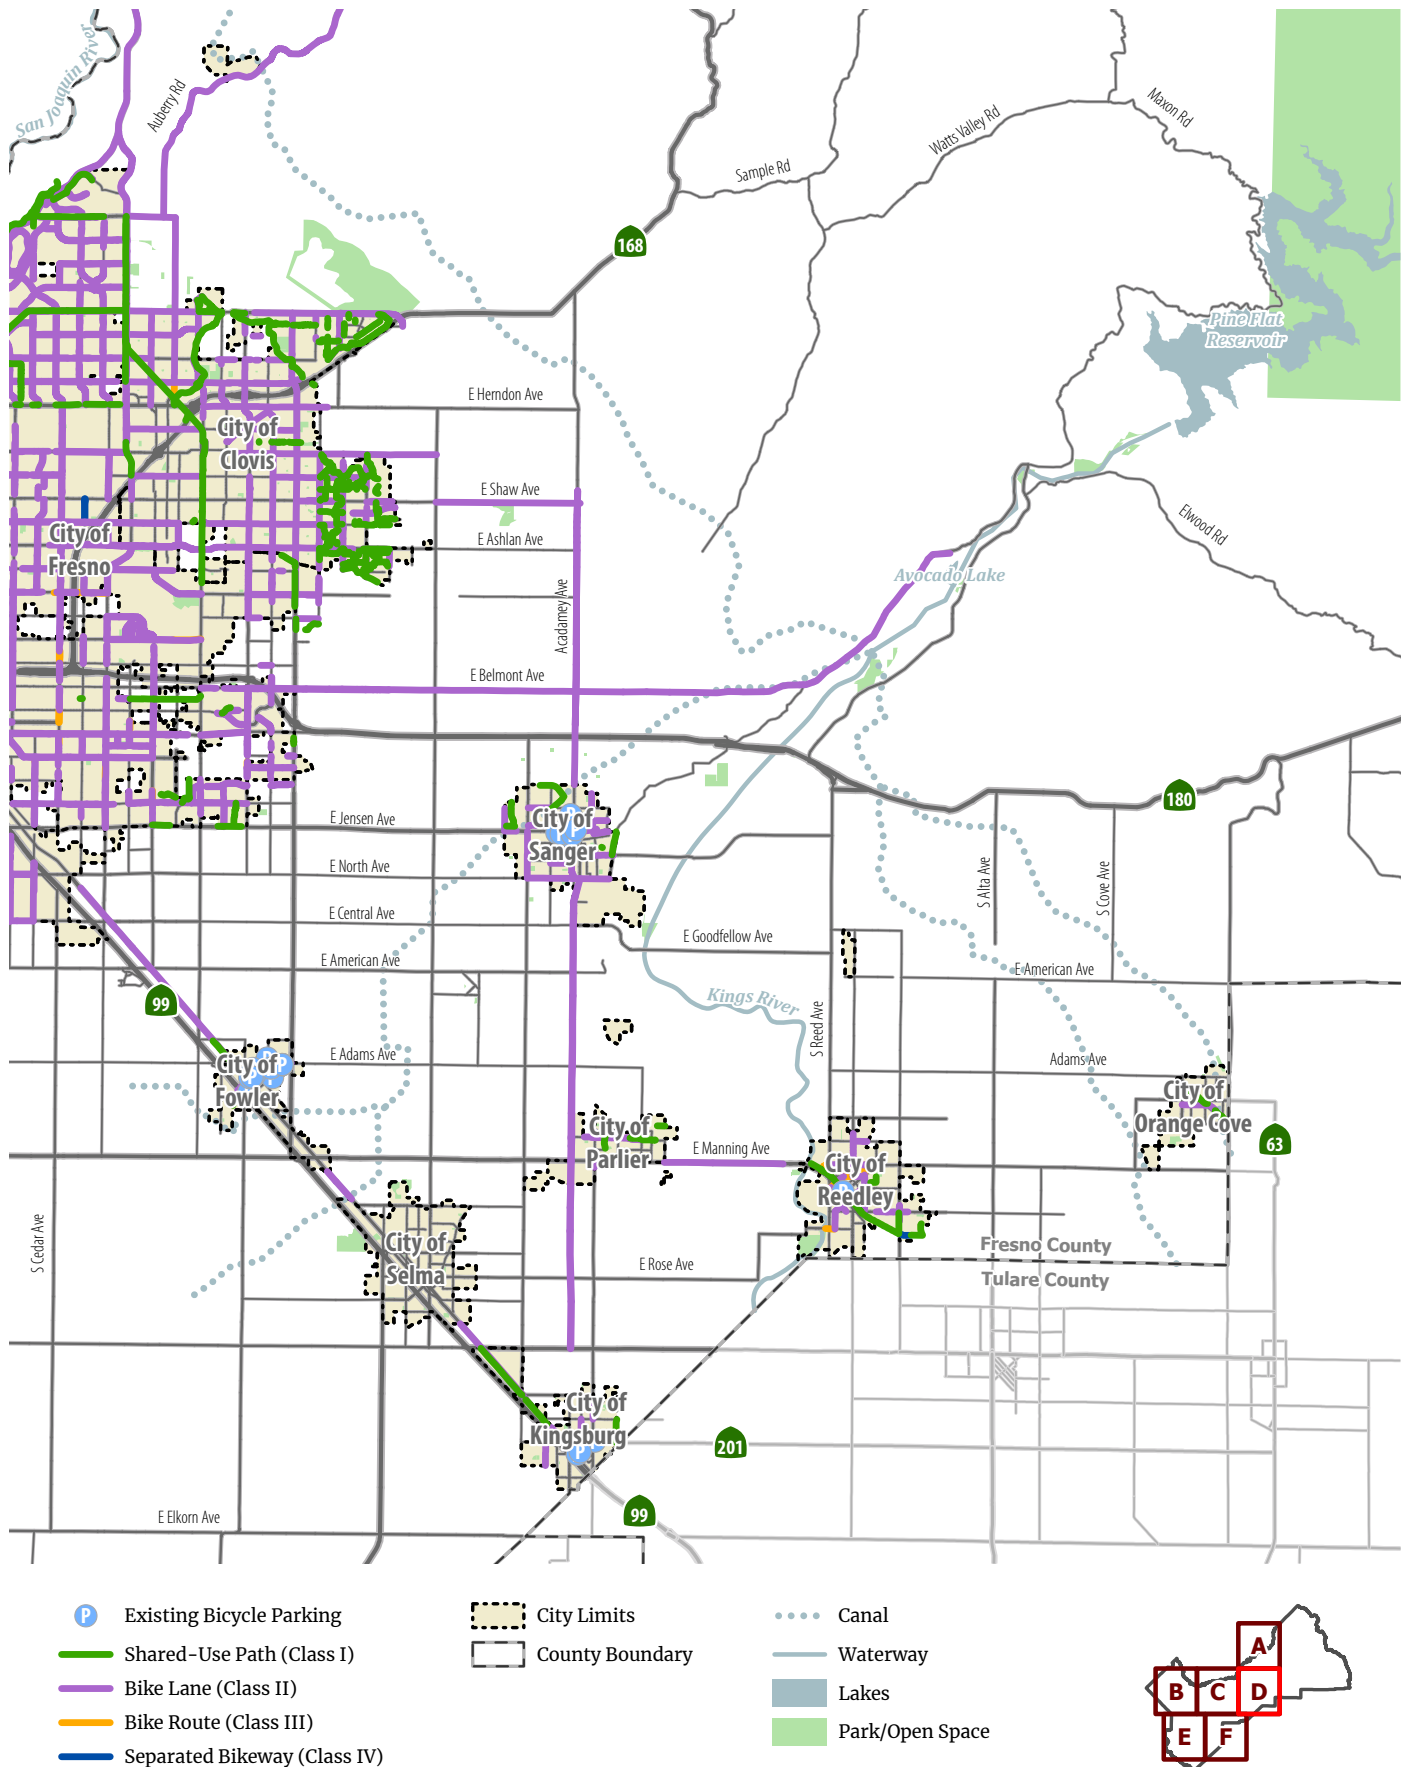 San Joaquin River
Auberry Rd
168
Sample Rd
Watts Valley Rd
Maxon Rd
Pine Flat
Reservoir
E Herndon Ave
City of
Clovis
E Shaw Ave
E Ashlan Ave
Elwood Rd
City of
Fresno
Avocado Lake
Acadamey Ave
E Belmont Ave
180
E Jensen Ave
P
City of
Sanger
E North Ave
S Alta Ave
S Cove Ave
E Central Ave
E Goodfellow Ave
E American Ave
E American Ave
99
Kings River
S Reed Ave
E Adams Ave
Adams Ave
City of
Fowler
P
City of
Orange Cove
63
City of
Parlier
E Manning Ave
City of
Reedley
S Cedar Ave
City of
Selma
E Rose Ave
Fresno County
Tulare County
City of
Kingsburg
P
201
99
E Elkorn Ave
P Existing Bicycle Parking
Shared-Use Path (Class I)
Bike Lane (Class II)
Bike Route (Class III)
Separated Bikeway (Class IV)
City Limits
County Boundary
Canal
Waterway
Lakes
Park/Open Space
A
B C D
E F